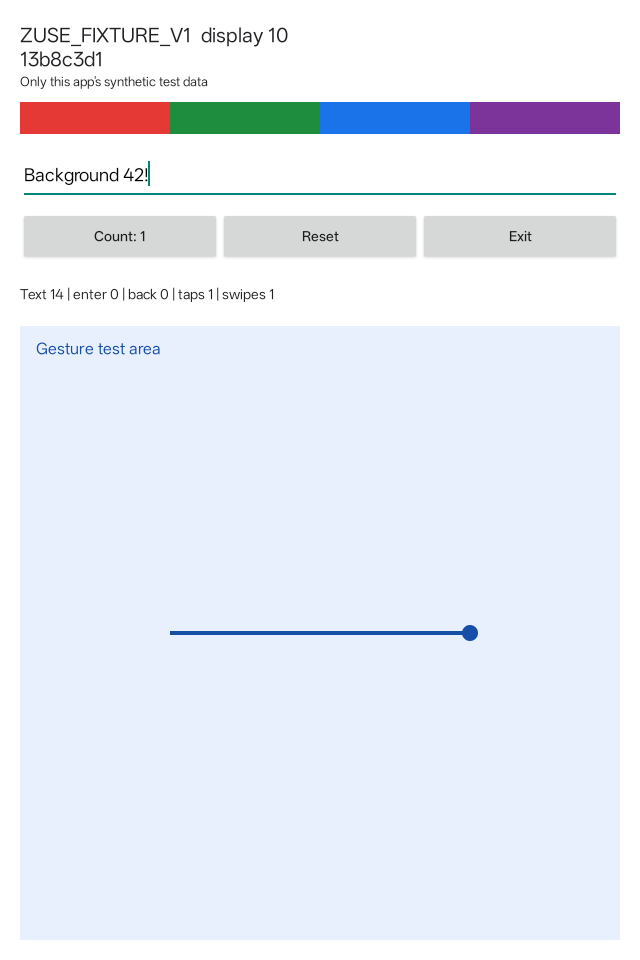 ZUSE_FIXTURE_V1 display 10
13b8c3d1
Only this app's synthetic test data
Background 42!
Count: 1
Reset
Exit
Text 14 | enter 0 | back 0 | taps 1 | swipes 1
Gesture test area